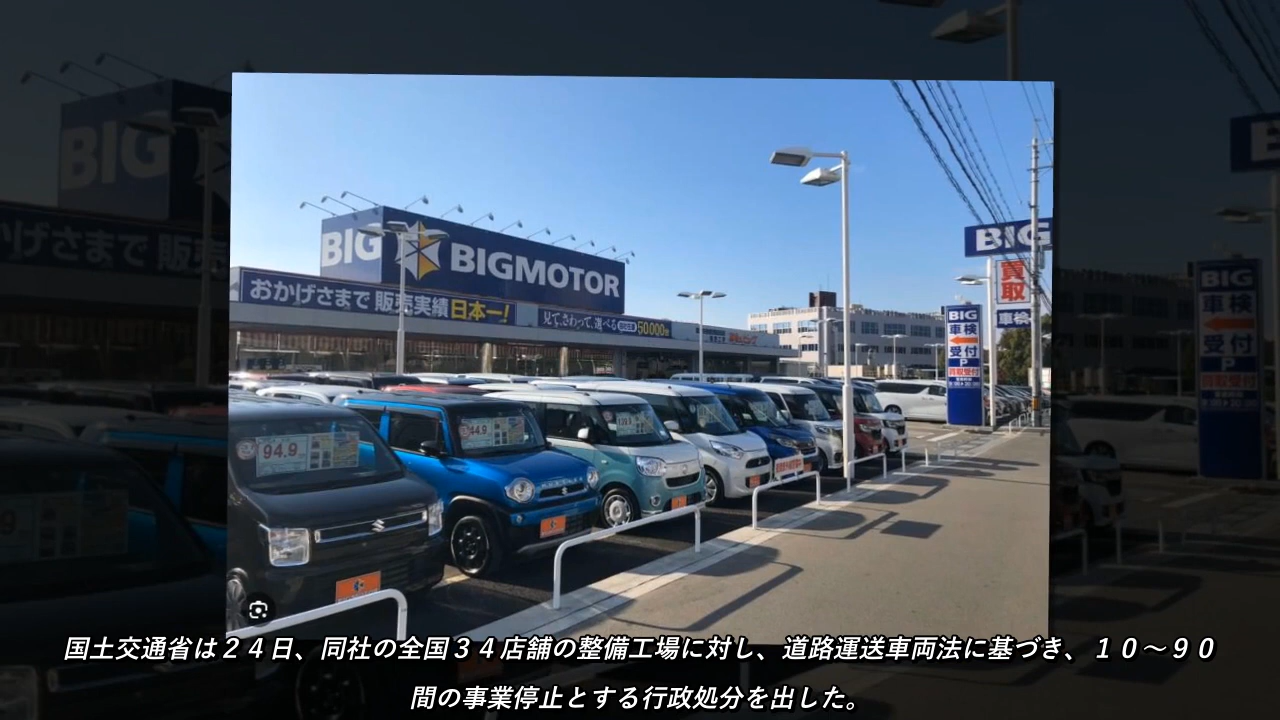 BIG
BIGMOTOR
おかげさまで 販売実績 日本一!
見て、さわって、選べる
50,000台
BIG
買取
車検
BIG
車検
受付
P
買取受付
94.9
44.9
国土交通省は２４日、同社の全国３４店舗の整備工場に対し、道路運送車両法に基づき、１０～９０
間の事業停止とする行政処分を出した。